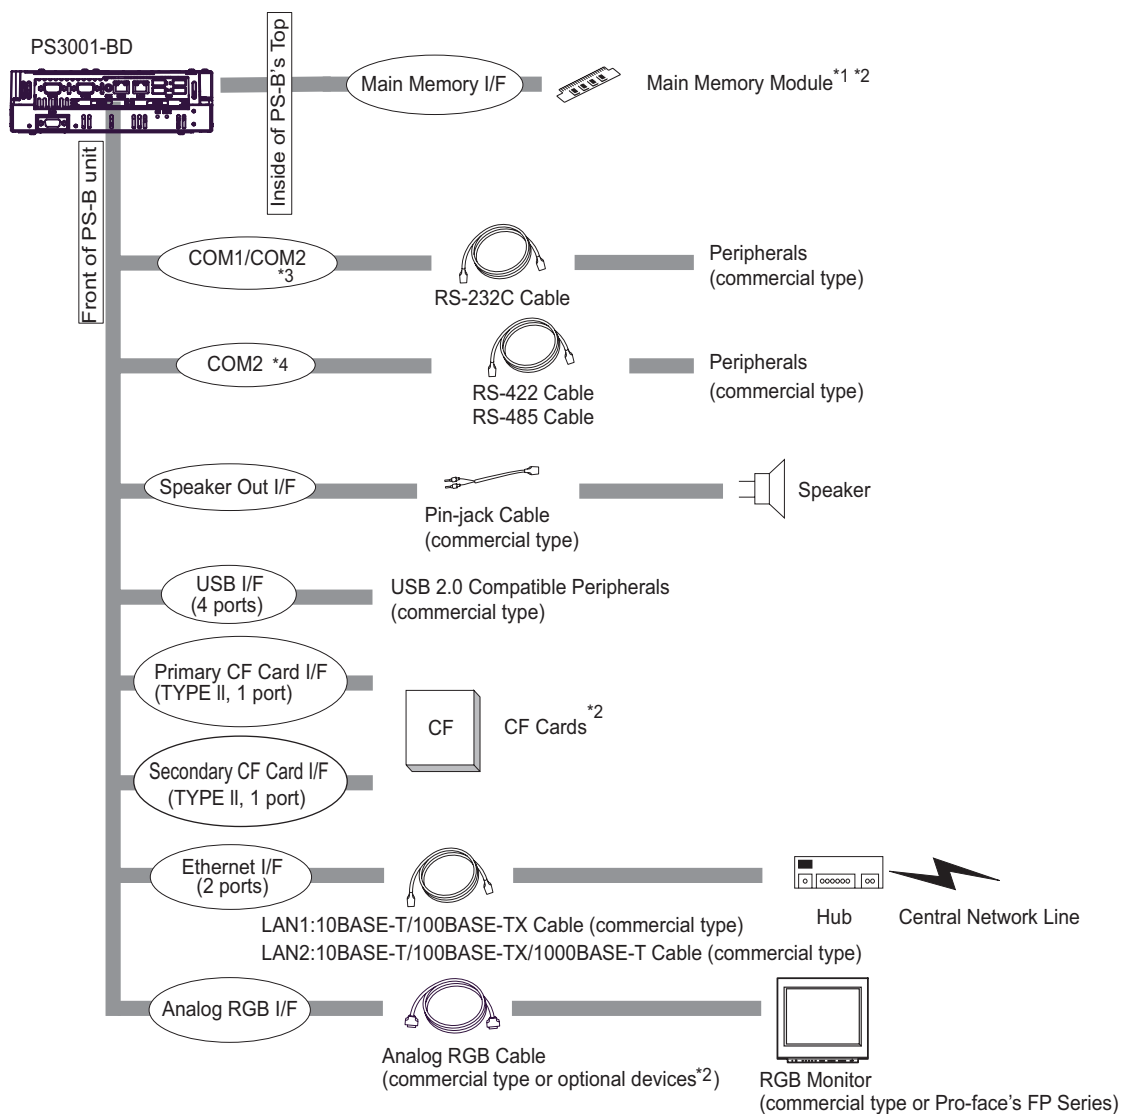 PS3001-BD
Inside of PS-B's Top
Main Memory I/F
Main Memory Module*1 *2
Front of PS-B unit
COM1/COM2
*3
RS-232C Cable
Peripherals
(commercial type)
COM2 *4
RS-422 Cable
RS-485 Cable
Peripherals
(commercial type)
Speaker Out I/F
Pin-jack Cable
(commercial type)
Speaker
USB I/F
(4 ports)
USB 2.0 Compatible Peripherals
(commercial type)
Primary CF Card I/F
(TYPE II, 1 port)
CF
CF Cards*2
Secondary CF Card I/F
(TYPE II, 1 port)
Ethernet I/F
(2 ports)
Hub
Central Network Line
LAN1:10BASE-T/100BASE-TX Cable (commercial type)
LAN2:10BASE-T/100BASE-TX/1000BASE-T Cable (commercial type)
Analog RGB I/F
Analog RGB Cable
(commercial type or optional devices*2)
RGB Monitor
(commercial type or Pro-face's FP Series)